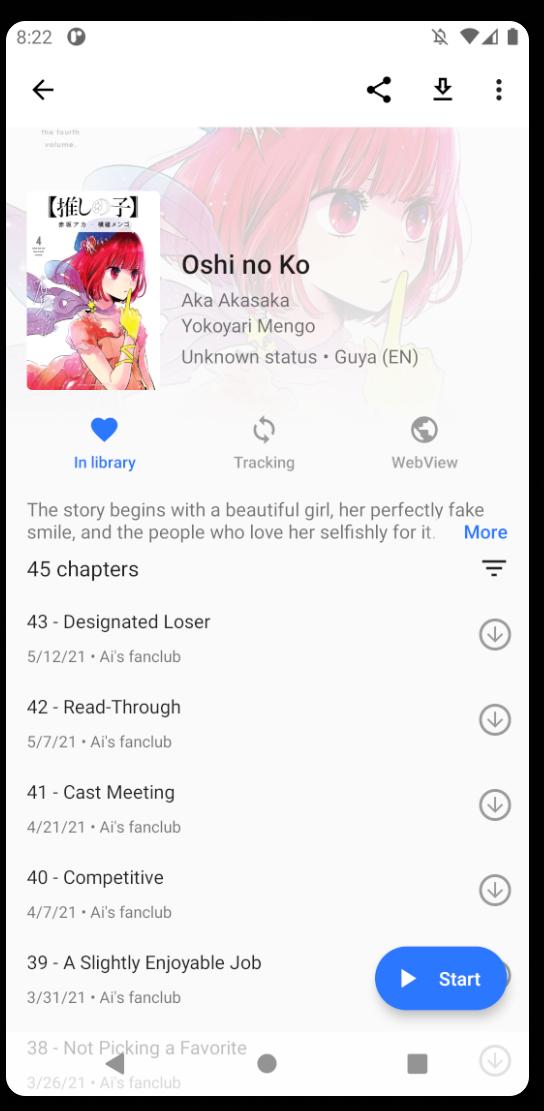 8:22
the fourth
volume.
【推しの子】
赤坂アカ 横槍メンゴ
4
Oshi no Ko
Aka Akasaka
Yokoyari Mengo
Unknown status • Guya (EN)
In library
Tracking
WebView
The story begins with a beautiful girl, her perfectly fake
smile, and the people who love her selfishly for it. More
45 chapters
43 - Designated Loser
5/12/21 • Ai's fanclub
42 - Read-Through
5/7/21 • Ai's fanclub
41 - Cast Meeting
4/21/21 • Ai's fanclub
40 - Competitive
4/7/21 • Ai's fanclub
39 - A Slightly Enjoyable Job
3/31/21 • Ai's fanclub
Start
38 - Not Picking a Favorite
3/26/21 • Ai's fanclub